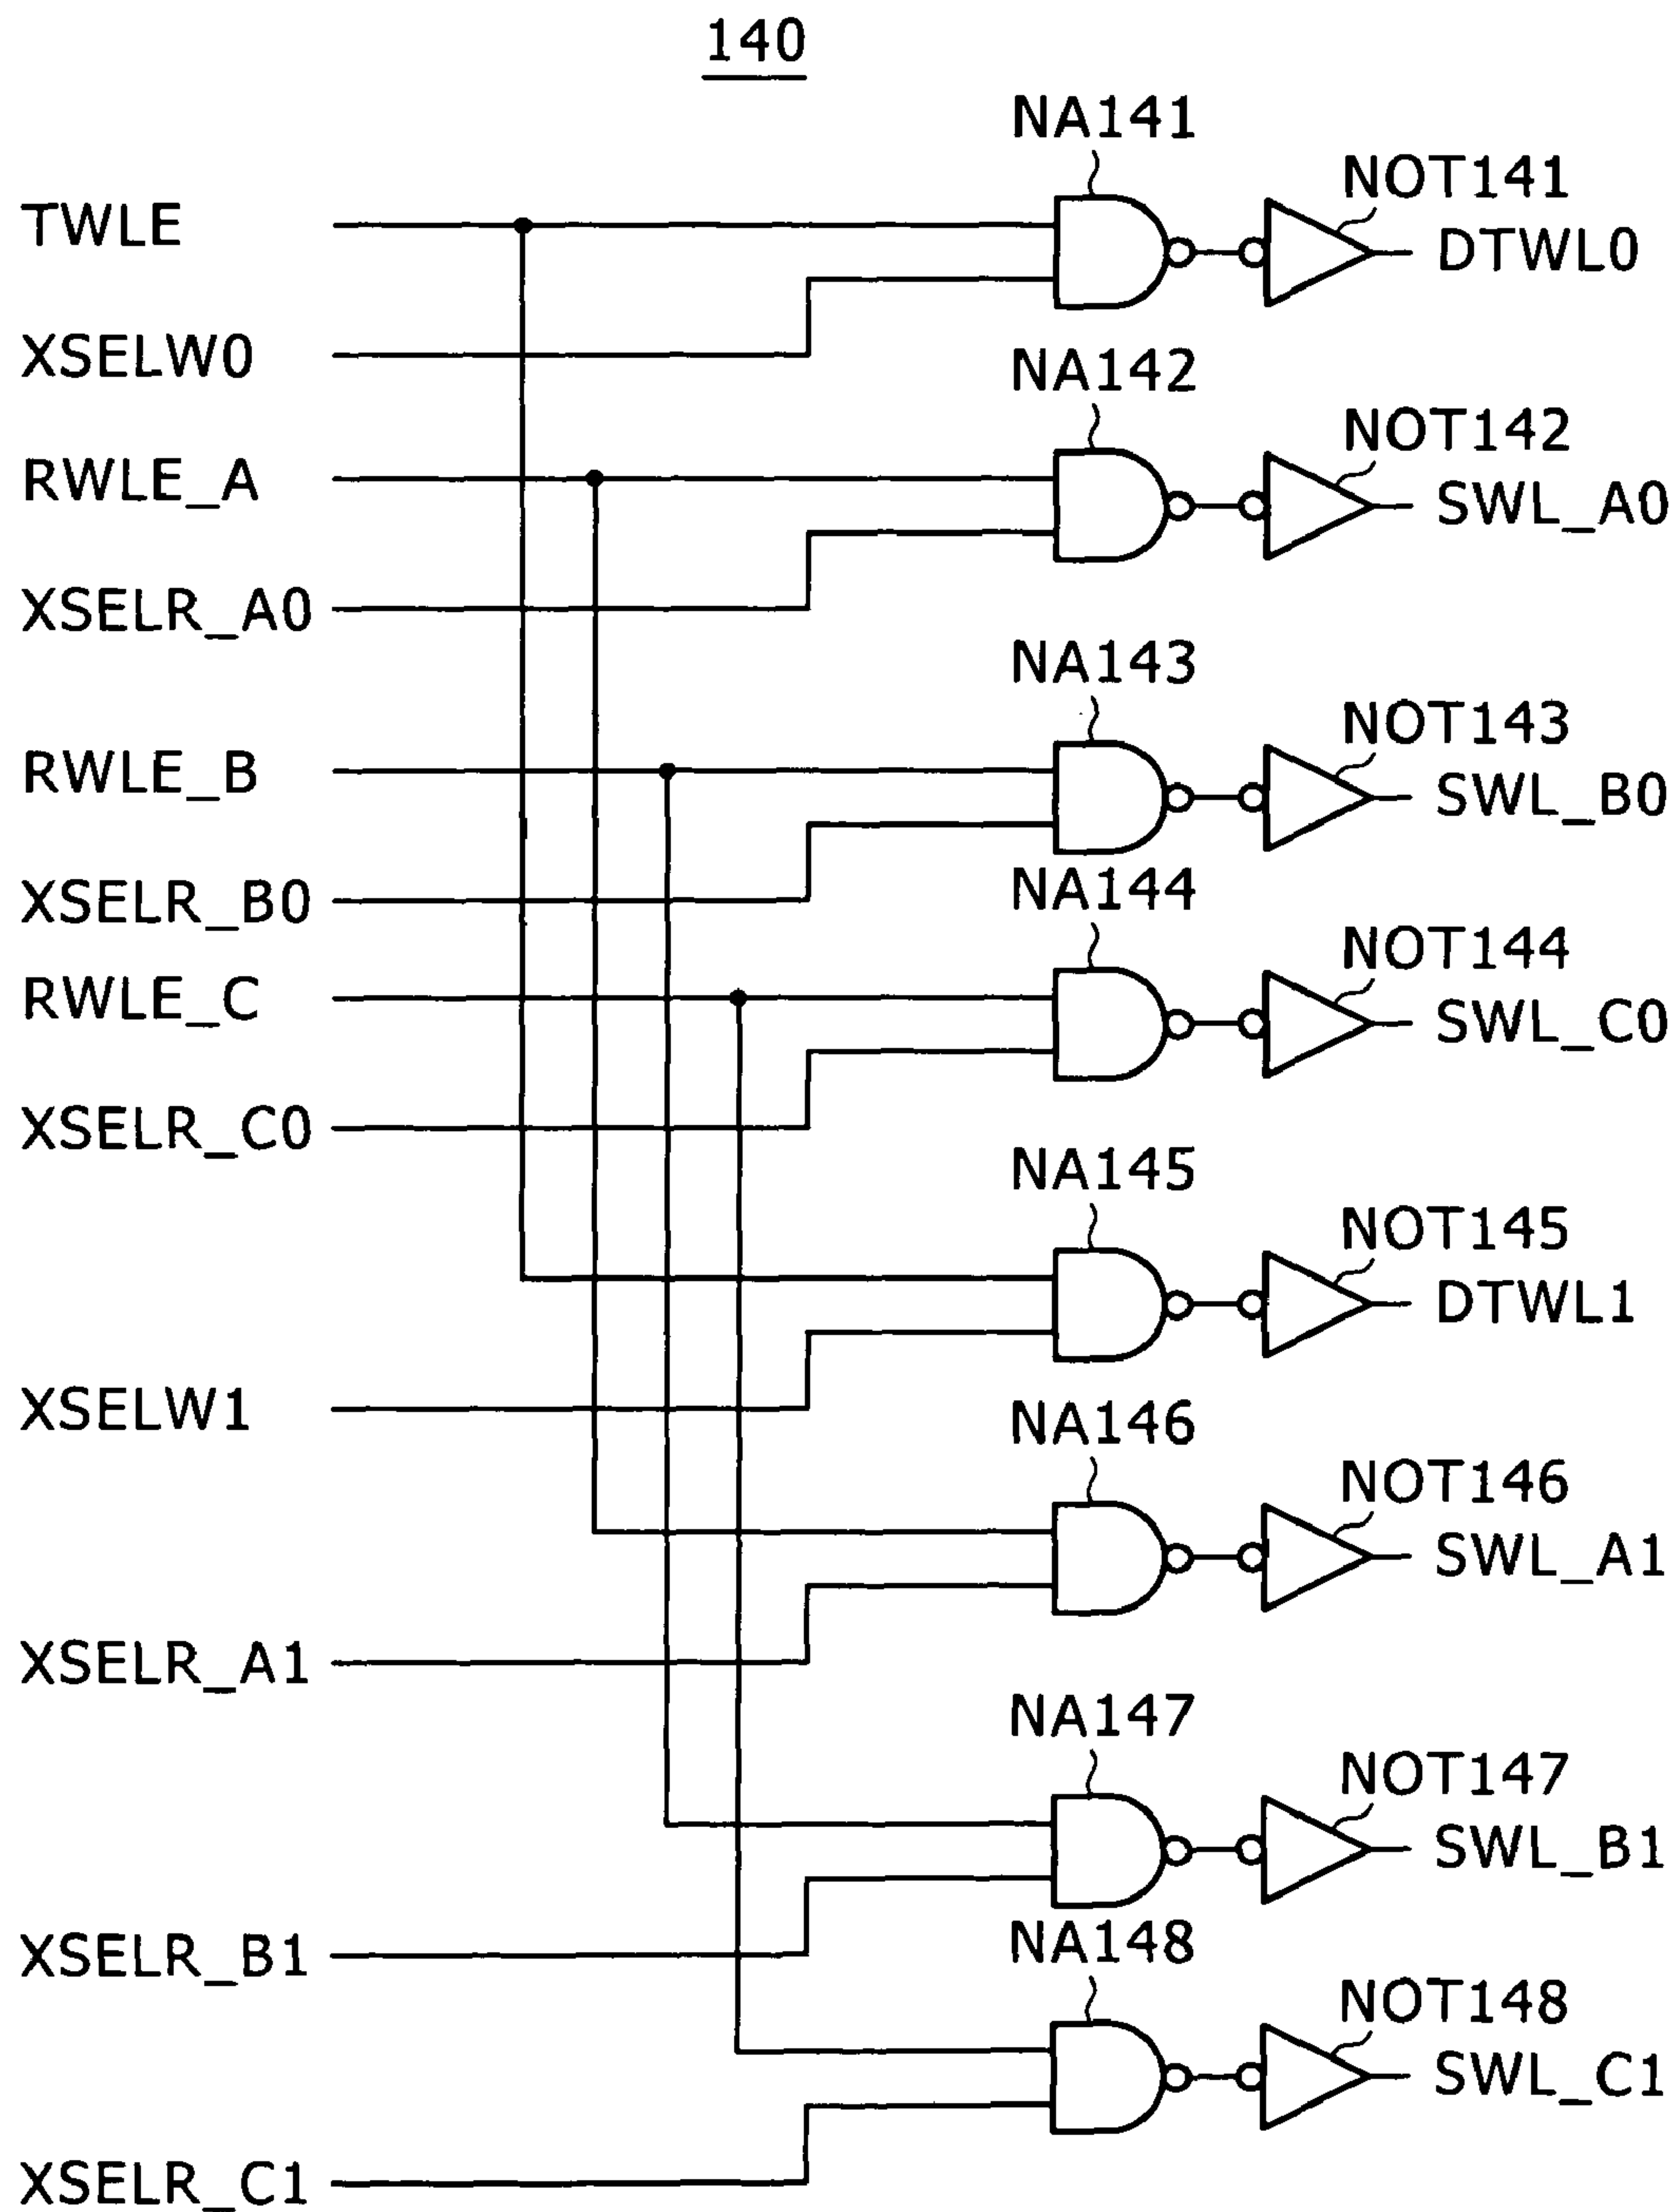 140
NA141
NOT141
TWLE
DTWL0
XSELW0
NA142
NOT142
RWLE_A
SWL_A0
XSELR_A0
NA143
NOT143
RWLE_B
SWL_B0
XSELR_B0
NA144
NOT144
RWLE_C
SWL_C0
XSELR_C0
NA145
NOT145
DTWL1
XSELW1
NA146
NOT146
SWL_A1
XSELR_A1
NA147
NOT147
SWL_B1
XSELR_B1
NA148
NOT148
SWL_C1
XSELR_C1